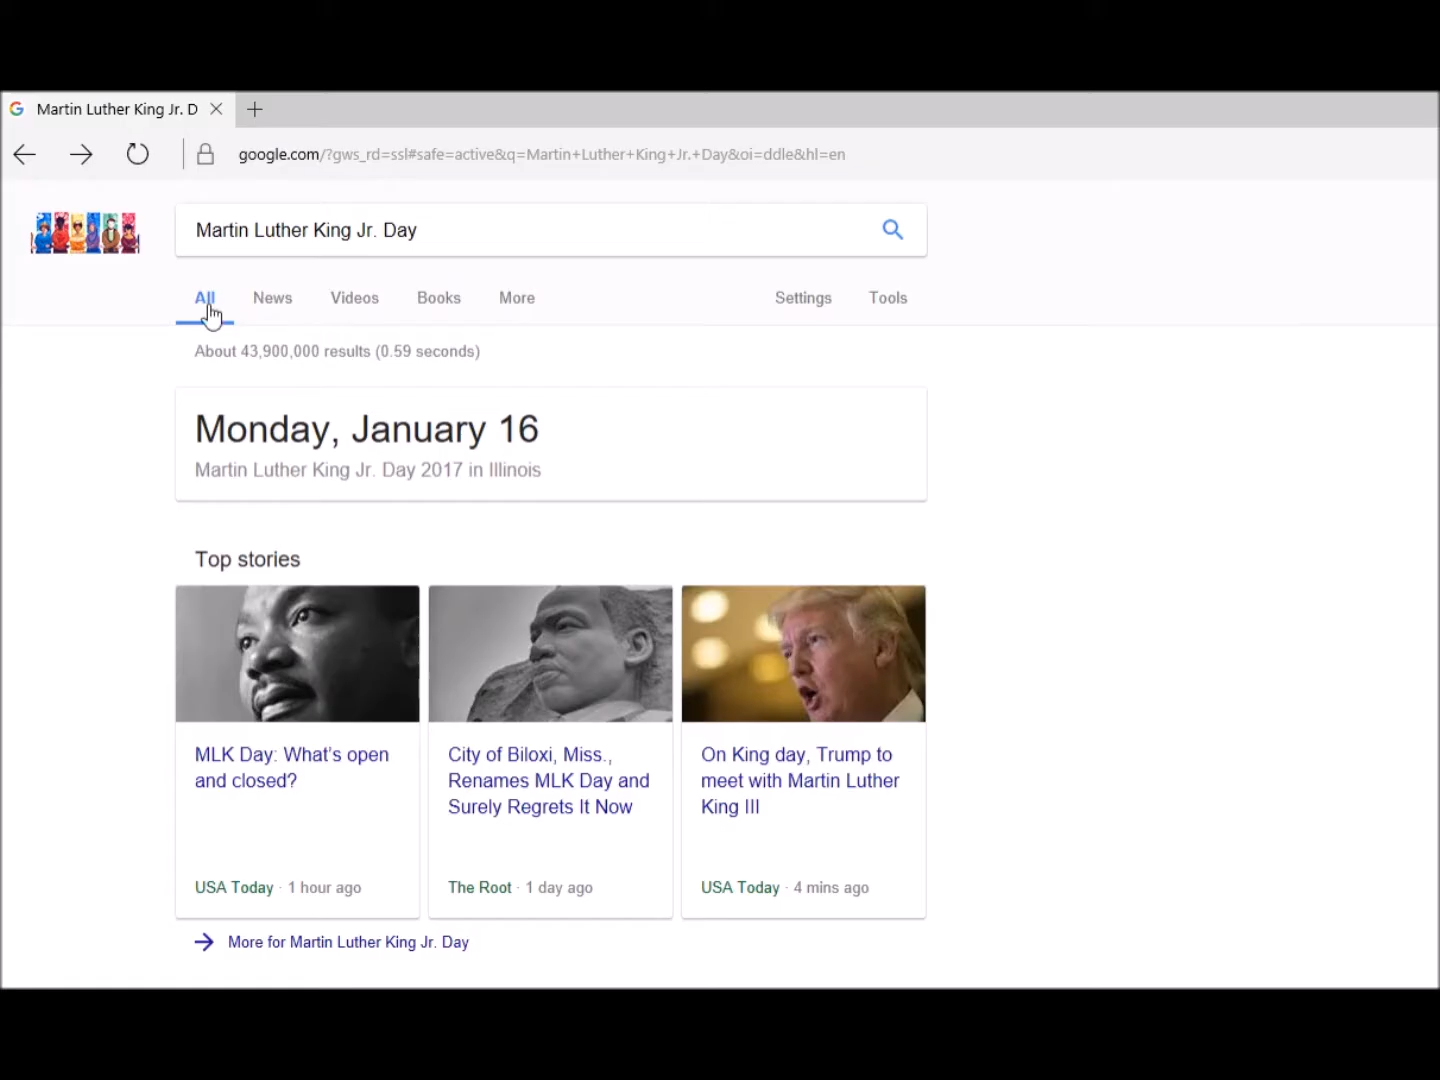 Martin Luther King Jr. D
google.com/?gws_rd=ssl#safe=active&q=Martin+Luther+King+Jr.+Day&oi=ddle&hl=en
Martin Luther King Jr. Day
All News Videos Books More Settings Tools
About 43,900,000 results (0.59 seconds)
Monday, January 16
Martin Luther King Jr. Day 2017 in Illinois
Top stories
MLK Day: What's open
and closed?
USA Today · 1 hour ago
City of Biloxi, Miss.,
Renames MLK Day and
Surely Regrets It Now
The Root · 1 day ago
On King day, Trump to
meet with Martin Luther
King III
USA Today · 4 mins ago
More for Martin Luther King Jr. Day